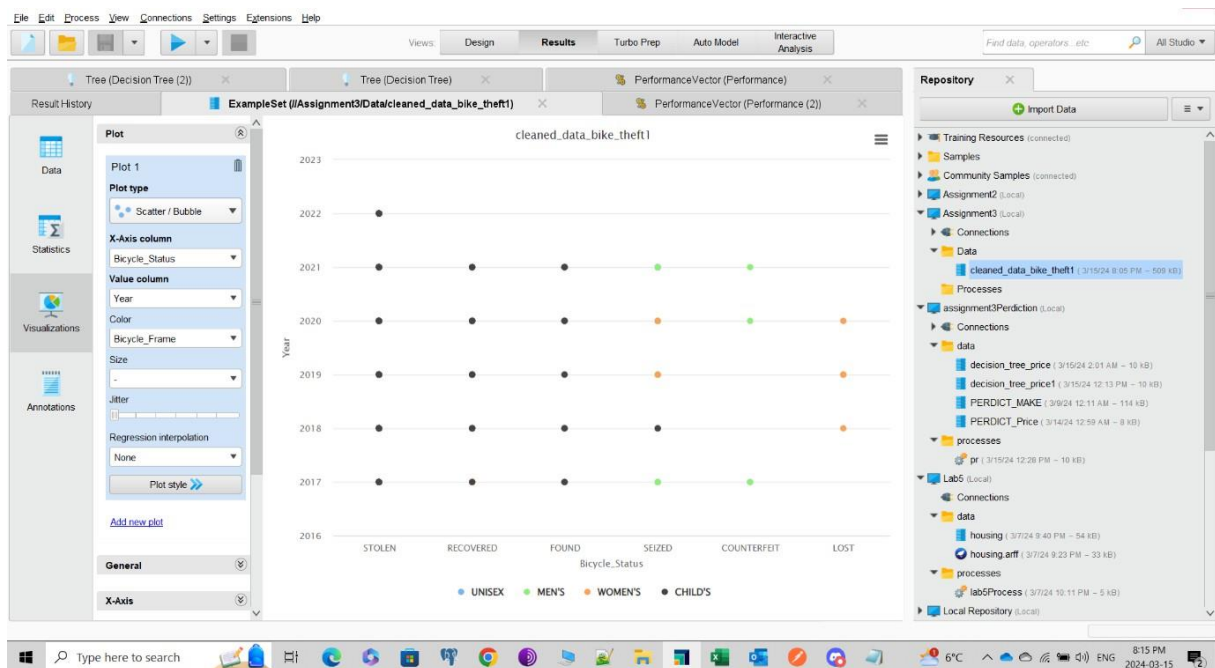 File Edit Process View Connections Settings Extensions Help
Views: Design Results Turbo Prep Auto Model Interactive Analysis
Find data, operators...etc All Studio
Tree (Decision Tree (2)) Tree (Decision Tree) PerformanceVector (Performance)
Result History ExampleSet (//Assignment3/Data/cleaned_data_bike_theft1) PerformanceVector (Performance (2))
Data
Statistics
Visualizations
Annotations
Plot
Plot 1
Plot type
Scatter / Bubble
X-Axis column
Bicycle_Status
Value column
Year
Color
Bicycle_Frame
Size
-
Jitter
Regression interpolation
None
Plot style
Add new plot
General
X-Axis
cleaned_data_bike_theft1
2023
2022
2021
2020
2019
2018
2017
2016
Year
STOLEN RECOVERED FOUND SEIZED COUNTERFEIT LOST
Bicycle_Status
UNISEX MEN'S WOMEN'S CHILD'S
Repository
Import Data
Training Resources (connected)
Samples
Community Samples (connected)
Assignment2 (Local)
Assignment3 (Local)
Connections
Data
cleaned_data_bike_theft1 ( 3/15/24 8:05 PM – 509 kB)
Processes
assignment3Perdiction (Local)
Connections
data
decision_tree_price ( 3/15/24 2:01 AM – 10 kB)
decision_tree_price1 ( 3/15/24 12:13 PM – 10 kB)
PERDICT_MAKE ( 3/9/24 12:11 AM – 114 kB)
PERDICT_Price ( 3/14/24 12:59 AM – 8 kB)
processes
pr ( 3/15/24 12:28 PM – 10 kB)
Lab5 (Local)
Connections
data
housing ( 3/7/24 9:40 PM – 54 kB)
housing.arff ( 3/7/24 9:23 PM – 33 kB)
processes
lab5Process ( 3/7/24 10:11 PM – 5 kB)
Local Repository (Local)
Type here to search
6°C ENG 8:15 PM
2024-03-15